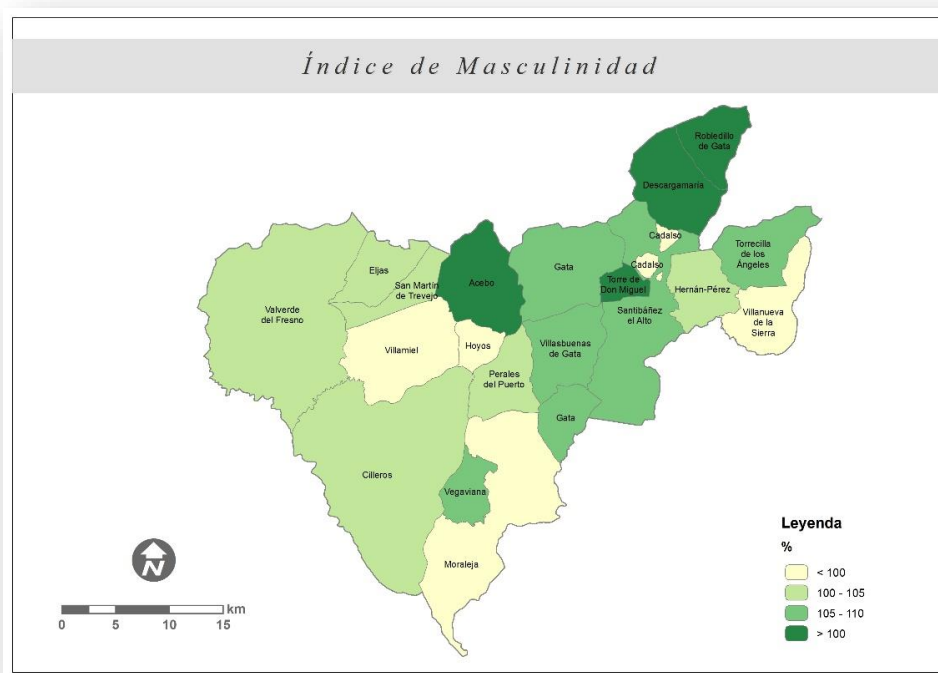 Índice de Masculinidad
Robledillo
de Gata
Descargamaría
Cadalso
Torrecilla
de los
Ángeles
Cadalso
Gata
Eljas
San Martín
de Trevejo
Acebo
Torre de
Don Miguel
Hernán-Pérez
Valverde
del Fresno
Santibáñez
el Alto
Villanueva
de la
Sierra
Villamiel
Hoyos
Villasbuenas
de Gata
Perales
del Puerto
Gata
Cilleros
Vegaviana
Moraleja
N
km
0 5 10 15
Leyenda
%
< 100
100 - 105
105 - 110
> 100